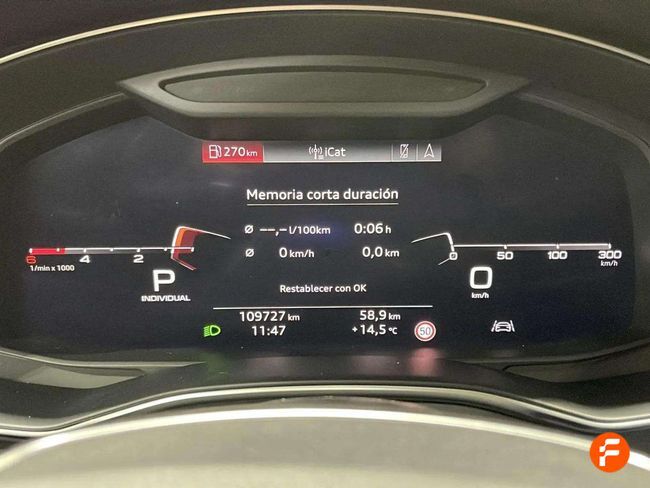 270 km iCat
Memoria corta duración
ø --,- l/100km 0:06 h
ø 0 km/h 0,0 km
6 4 2
1/min x 1000
0 50 100 200 300
km/h
P
INDIVIDUAL
0
km/h
Restablecer con OK
109727 km 58,9 km
11:47 +14,5 °C 50